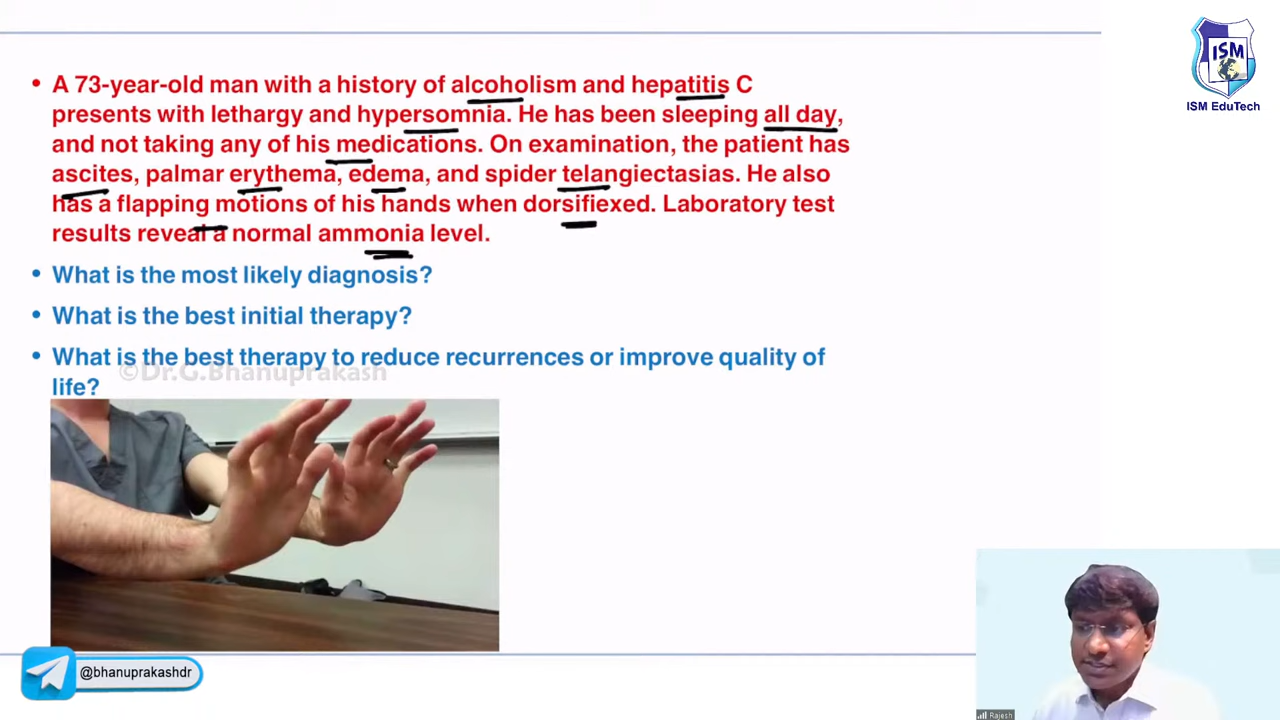 ISM
ISM EduTech
• A 73-year-old man with a history of alcoholism and hepatitis C
presents with lethargy and hypersomnia. He has been sleeping all day,
and not taking any of his medications. On examination, the patient has
ascites, palmar erythema, edema, and spider telangiectasias. He also
has a flapping motions of his hands when dorsifiexed. Laboratory test
results reveal a normal ammonia level.
• What is the most likely diagnosis?
• What is the best initial therapy?
• What is the best therapy to reduce recurrences or improve quality of
life?
©Dr.G.Bhanuprakash
@bhanuprakashdr
Rajesh